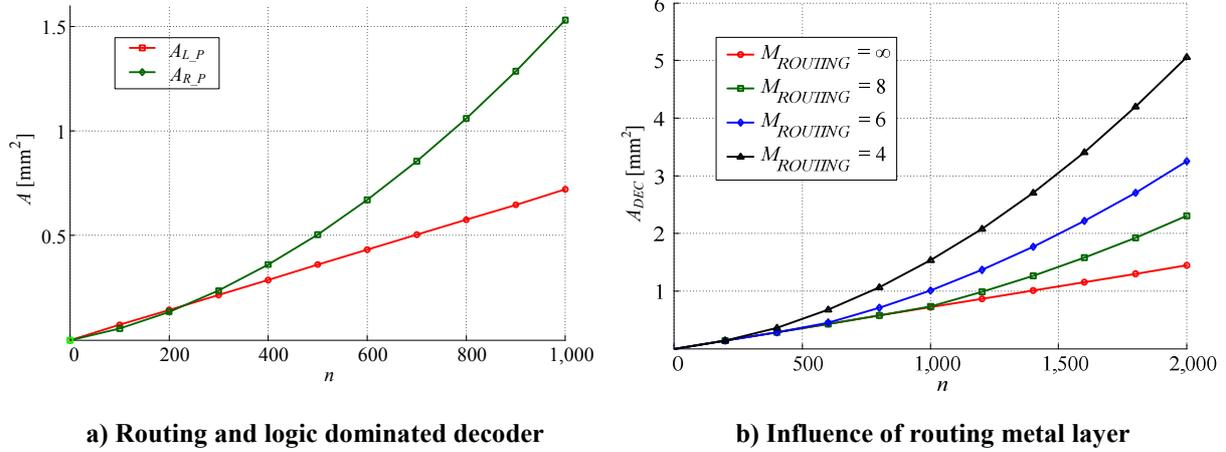 1.5
1
0.5
0 200 400 600 800 1,000
A [mm²]
n
A_L_P
A_R_P
a) Routing and logic dominated decoder
6
5
4
3
2
1
0 500 1,000 1,500 2,000
A_DEC [mm²]
n
M_ROUTING = ∞
M_ROUTING = 8
M_ROUTING = 6
M_ROUTING = 4
b) Influence of routing metal layer